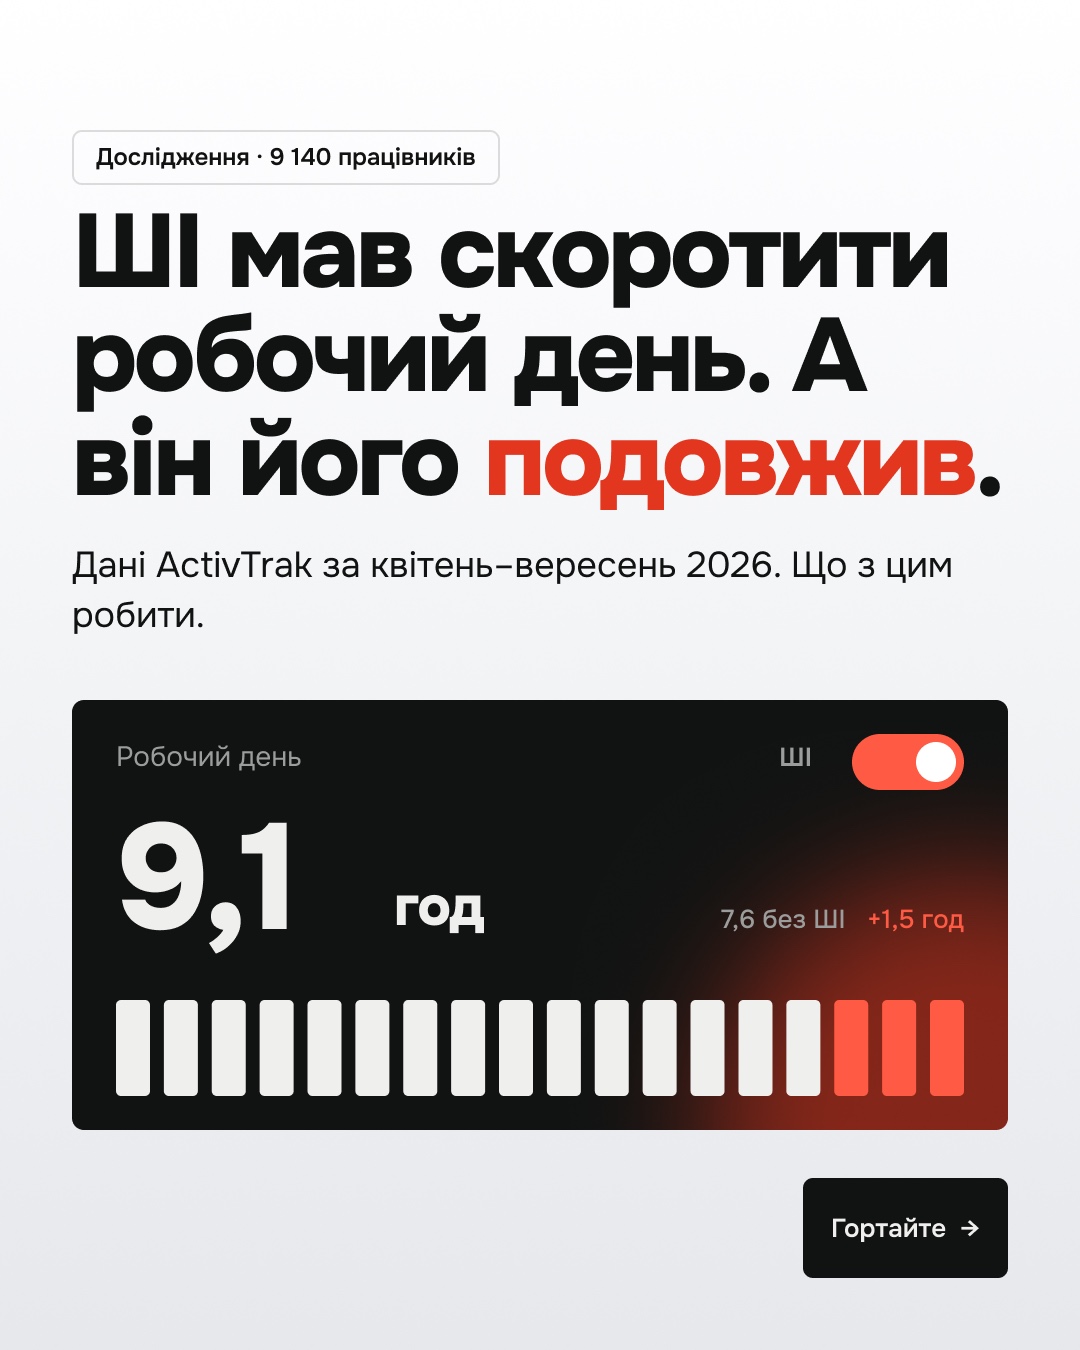 Дослідження · 9 140 працівників
ШІ мав скоротити
робочий день. А
він його подовжив.
Дані ActivTrak за квітень–вересень 2026. Що з цим
робити.
Робочий день
ШІ
9,1 год
7,6 без ШІ +1,5 год
Гортайте →